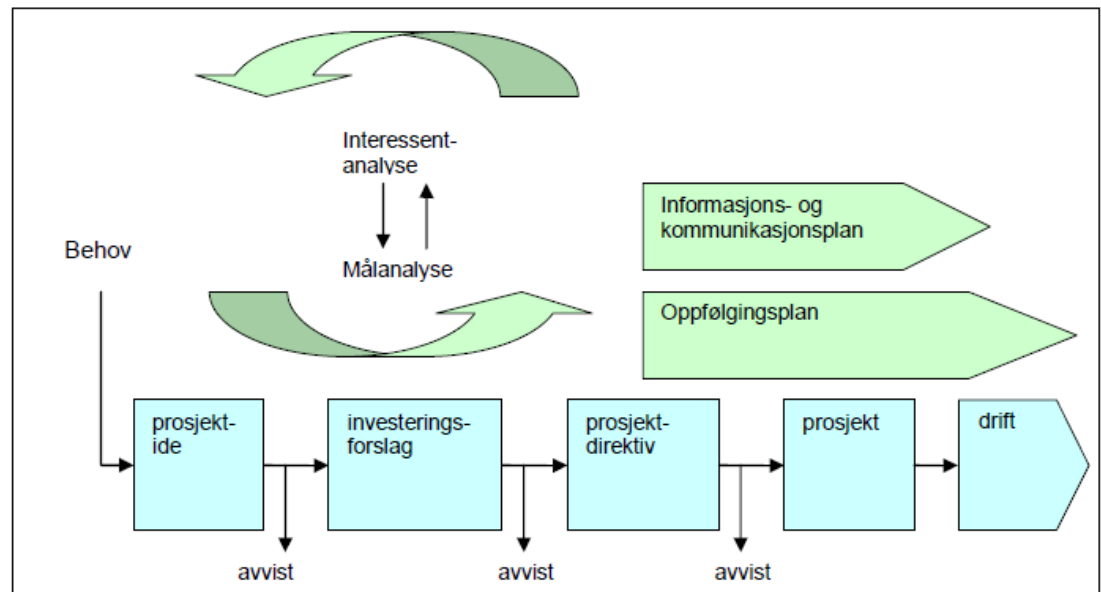 Interessent-
analyse
Målanalyse
Behov
Informasjons- og
kommunikasjonsplan
Oppfølgingsplan
prosjekt-
ide
investerings-
forslag
prosjekt-
direktiv
prosjekt
drift
avvist
avvist
avvist